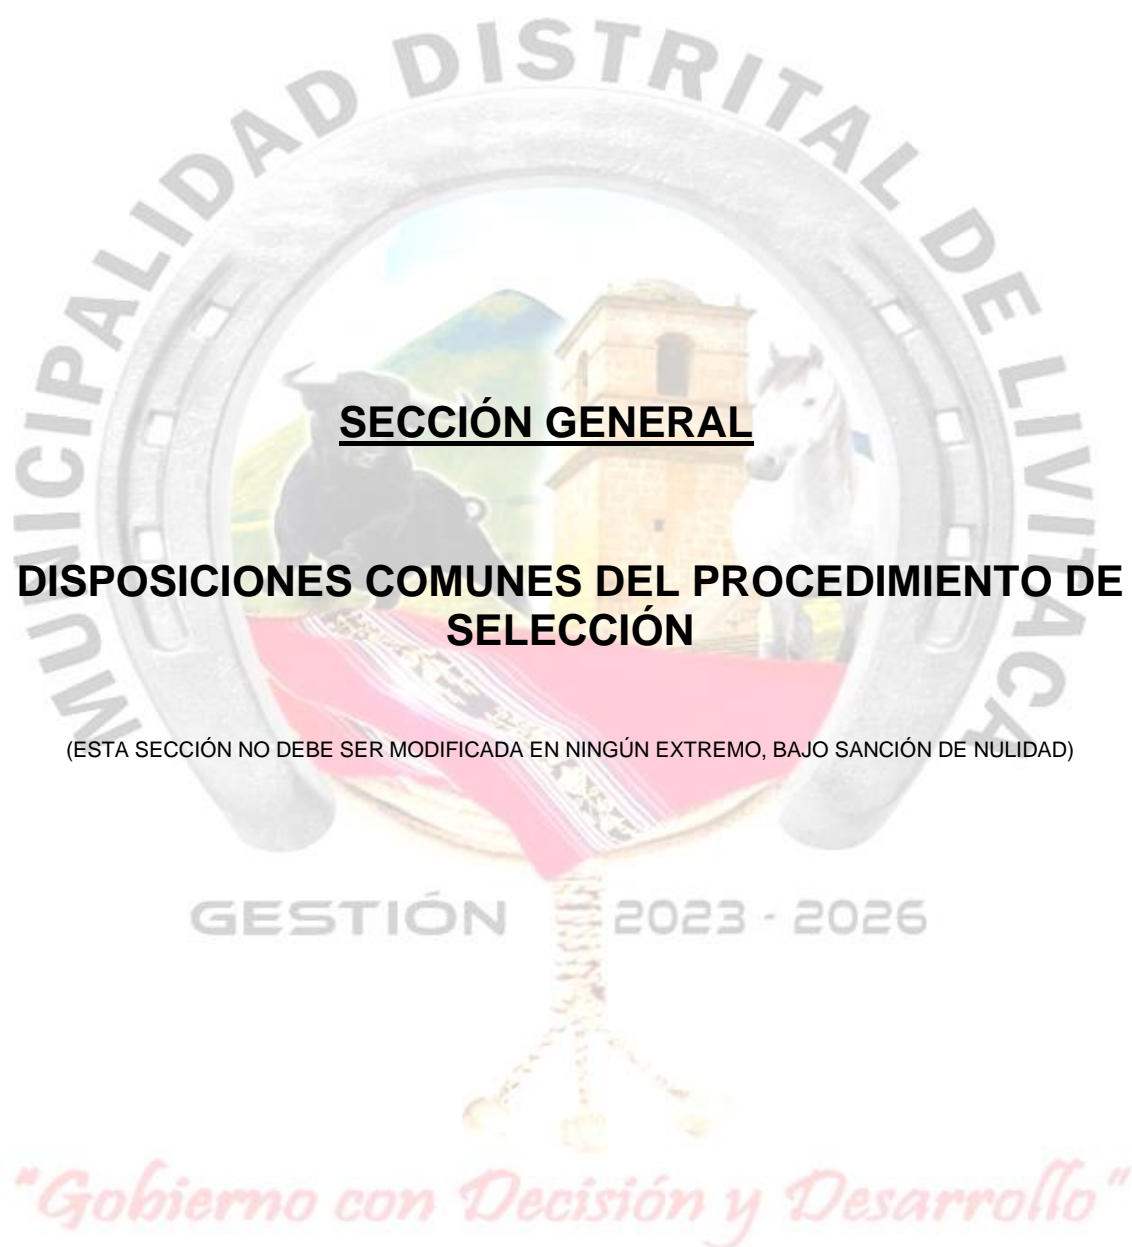 MUNICIPALIDAD DISTRITAL DE LIVITACA
SECCIÓN GENERAL
DISPOSICIONES COMUNES DEL PROCEDIMIENTO DE
SELECCIÓN
(ESTA SECCIÓN NO DEBE SER MODIFICADA EN NINGÚN EXTREMO, BAJO SANCIÓN DE NULIDAD)
GESTIÓN 2023 - 2026
"Gobierno con Decisión y Desarrollo"